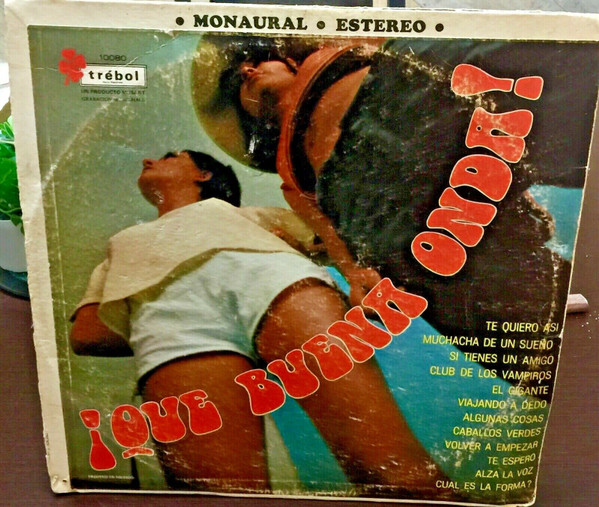 • MONAURAL • ESTEREO •
10080
trébol
UN PRODUCTO
¡QUE BUENA ONDA!
TE QUIERO ASI
MUCHACHA DE UN SUEÑO
SI TIENES UN AMIGO
CLUB DE LOS VAMPIROS
EL GIGANTE
VIAJANDO A DEDO
ALGUNAS COSAS
CABALLOS VERDES
VOLVER A EMPEZAR
TE ESPERO
ALZA LA VOZ
CUAL ES LA FORMA?